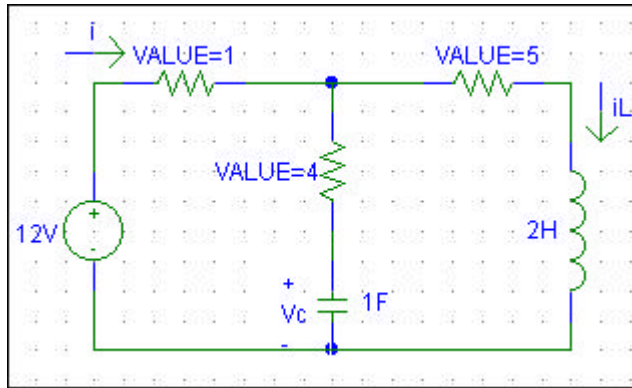 i
VALUE=1
VALUE=5
iL
VALUE=4
12V
+
-
2H
+
Vc
-
1F